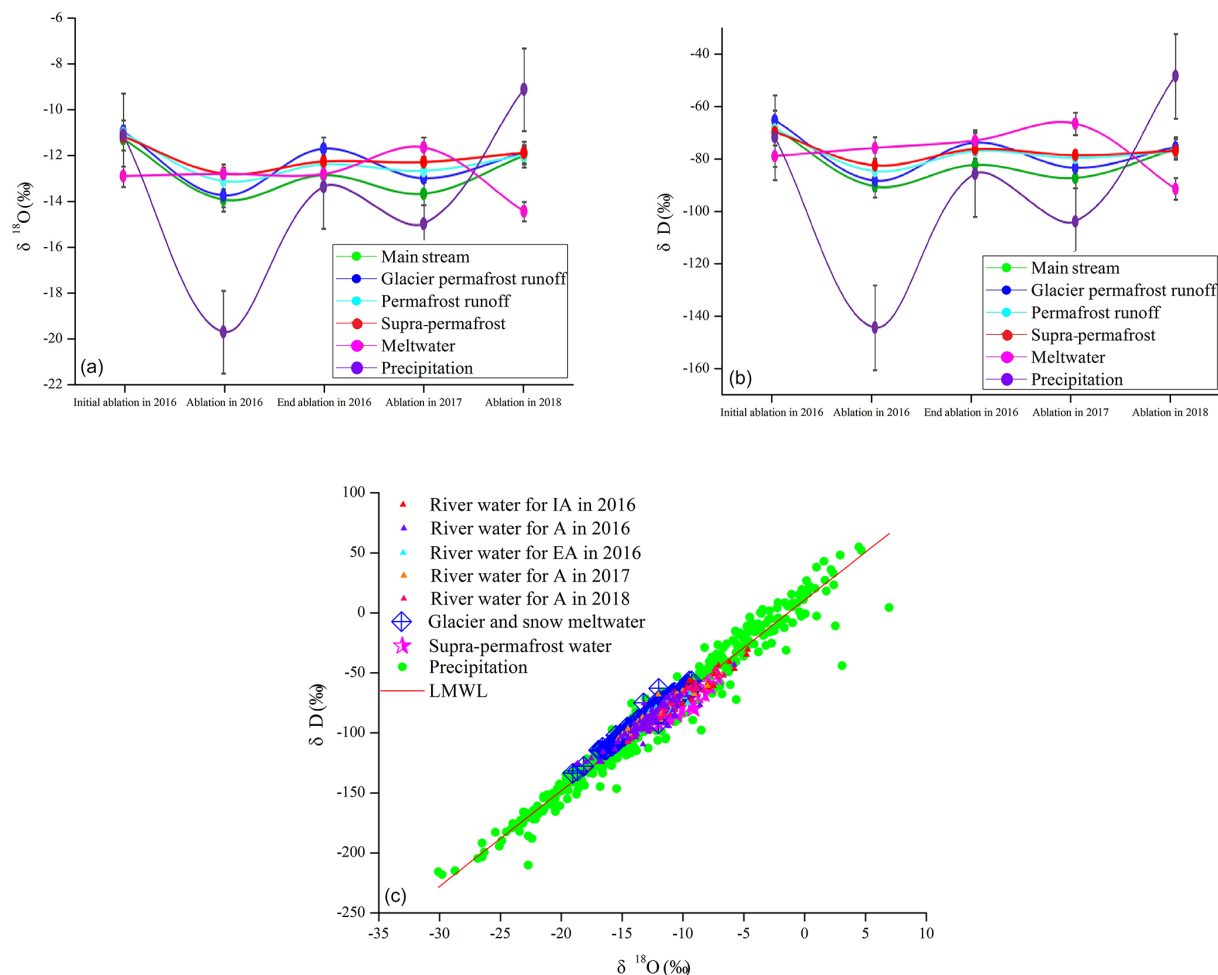 -6
-8
-10
-12
-14
-16
-18
-20
-22
δ 18O (‰)
Main stream
Glacier permafrost runoff
Permafrost runoff
Supra-permafrost
Meltwater
Precipitation
(a)
Initial ablation in 2016 Ablation in 2016 End ablation in 2016 Ablation in 2017 Ablation in 2018
-40
-60
-80
-100
-120
-140
-160
δ D (‰)
Main stream
Glacier permafrost runoff
Permafrost runoff
Supra-permafrost
Meltwater
Precipitation
(b)
Initial ablation in 2016 Ablation in 2016 End ablation in 2016 Ablation in 2017 Ablation in 2018
100
50
0
-50
-100
-150
-200
-250
δ D (‰)
River water for IA in 2016
River water for A in 2016
River water for EA in 2016
River water for A in 2017
River water for A in 2018
Glacier and snow meltwater
Supra-permafrost water
Precipitation
LMWL
(c)
-35 -30 -25 -20 -15 -10 -5 0 5 10
δ 18O (‰)